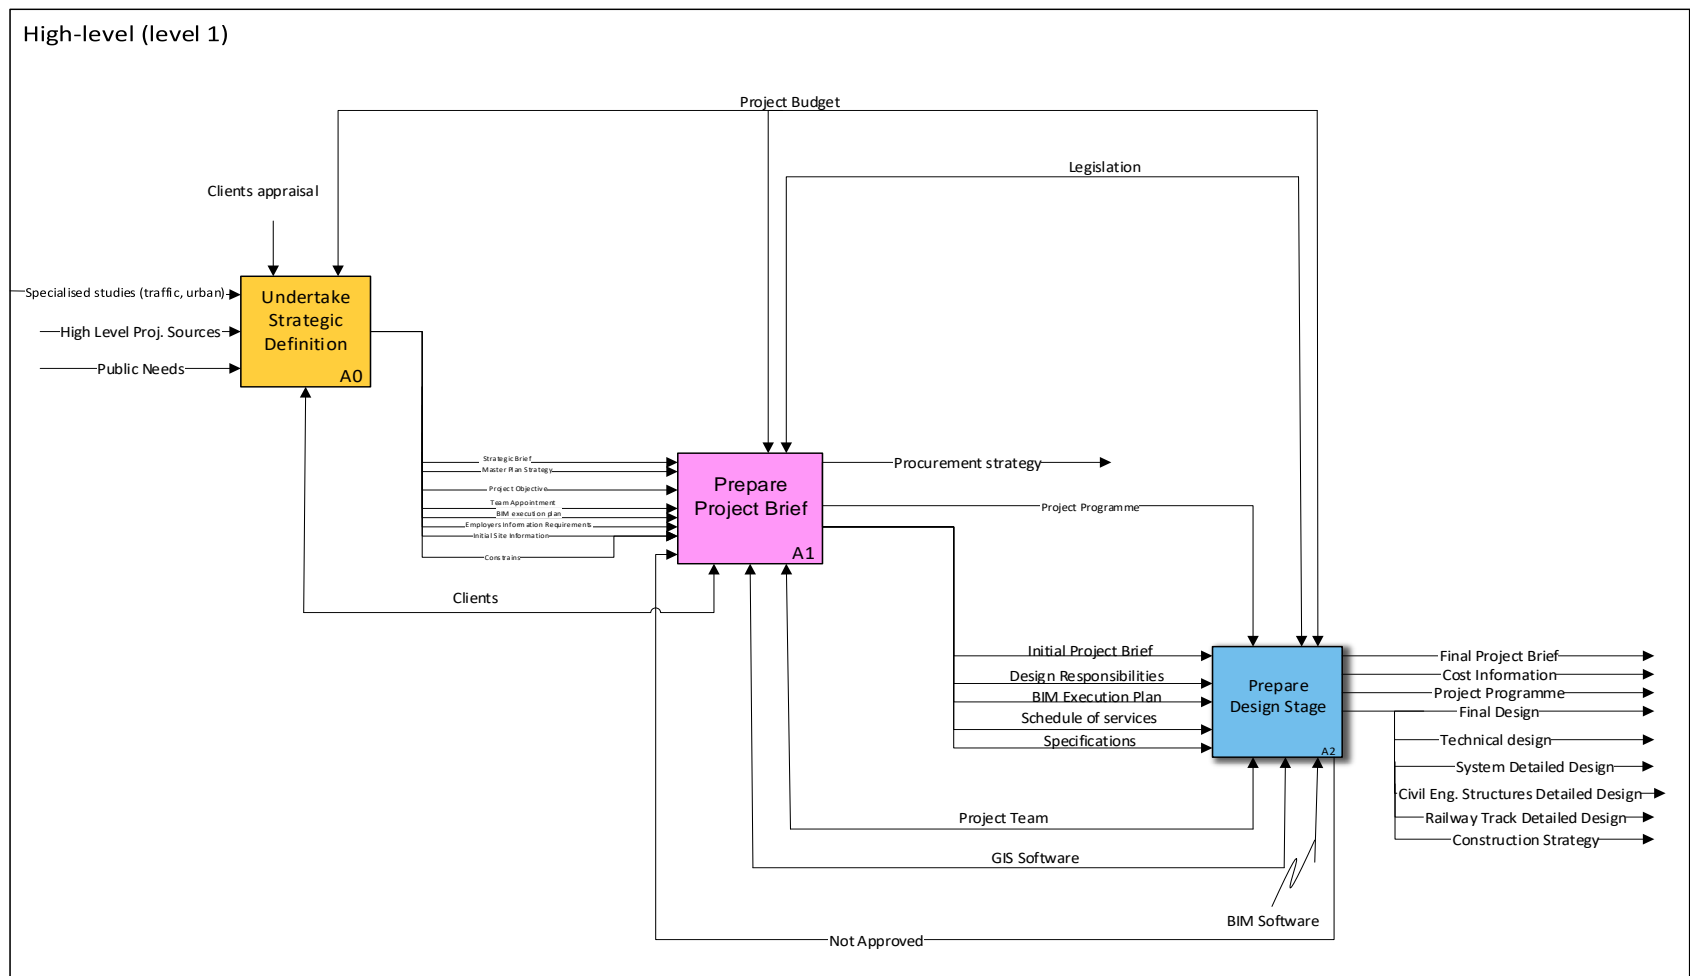 High-level (level 1)
Project Budget
Legislation
Clients appraisal
Specialised studies (traffic, urban)
High Level Proj. Sources
Public Needs
Undertake
Strategic
Definition
A0
Strategic Brief
Master Plan Strategy
Project Objective
Team Appointment
BIM execution plan
Employers Information Requirements
Initial Site Information
Constrains
Clients
Prepare
Project Brief
A1
Procurement strategy
Project Programme
Initial Project Brief
Design Responsibilities
BIM Execution Plan
Schedule of services
Specifications
Prepare
Design Stage
A2
Final Project Brief
Cost Information
Project Programme
Final Design
Technical design
System Detailed Design
Civil Eng. Structures Detailed Design
Railway Track Detailed Design
Construction Strategy
Project Team
GIS Software
BIM Software
Not Approved